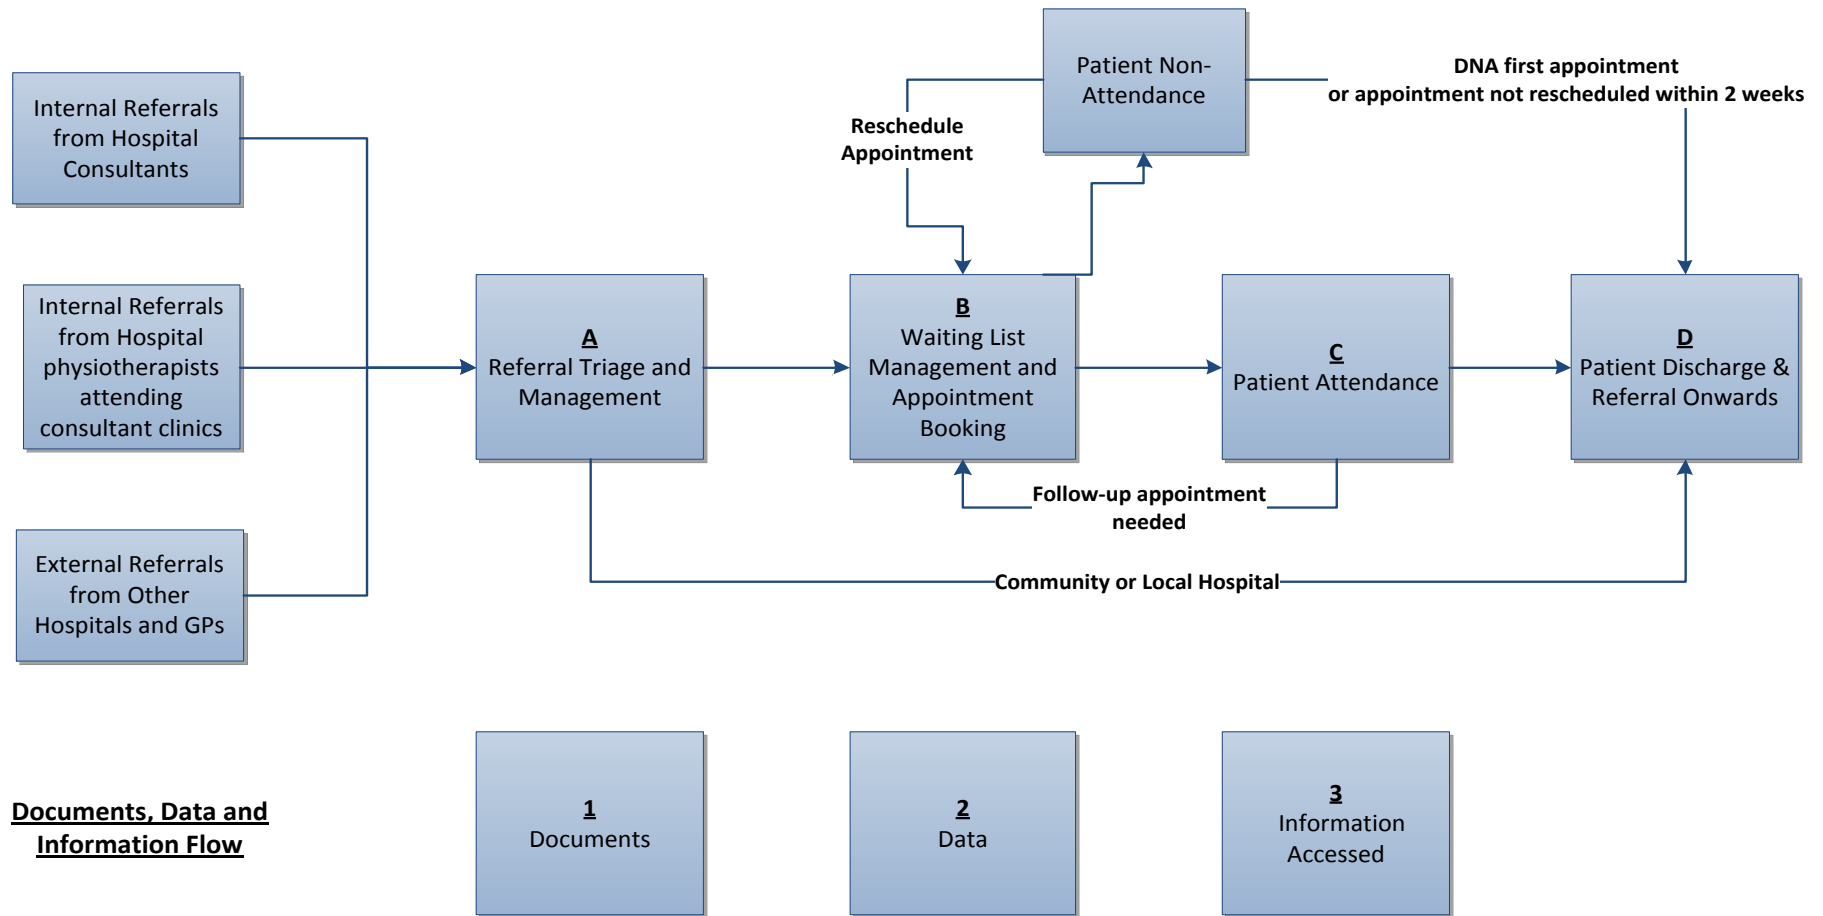 Patient Non-
Attendance
DNA first appointment
or appointment not rescheduled within 2 weeks
Internal Referrals
from Hospital
Consultants
Reschedule
Appointment
Internal Referrals
from Hospital
physiotherapists
attending
consultant clinics
A
Referral Triage and
Management
B
Waiting List
Management and
Appointment
Booking
C
Patient Attendance
D
Patient Discharge &
Referral Onwards
Follow-up appointment
needed
External Referrals
from Other
Hospitals and GPs
Community or Local Hospital
Documents, Data and
Information Flow
1
Documents
2
Data
3
Information
Accessed